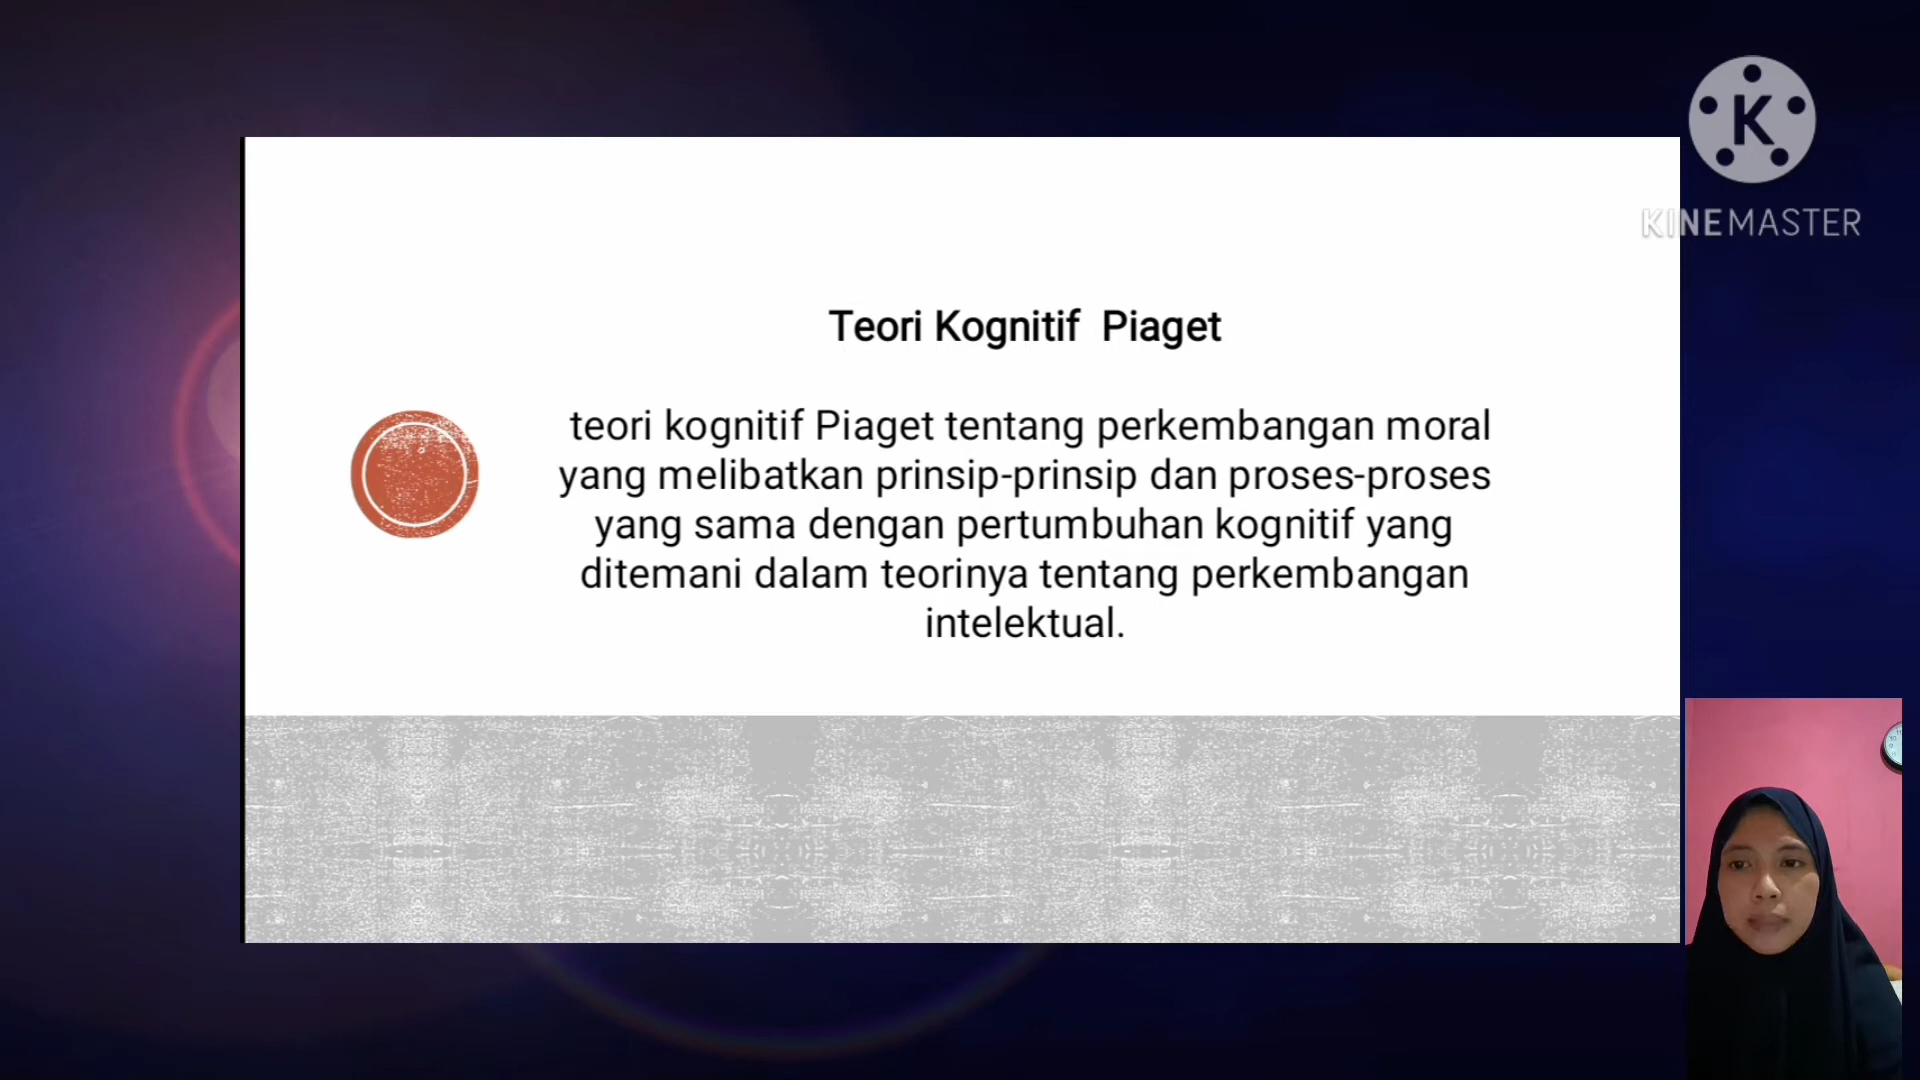 K
KINEMASTER
Teori Kognitif Piaget
teori kognitif Piaget tentang perkembangan moral
yang melibatkan prinsip-prinsip dan proses-proses
yang sama dengan pertumbuhan kognitif yang
ditemani dalam teorinya tentang perkembangan
intelektual.